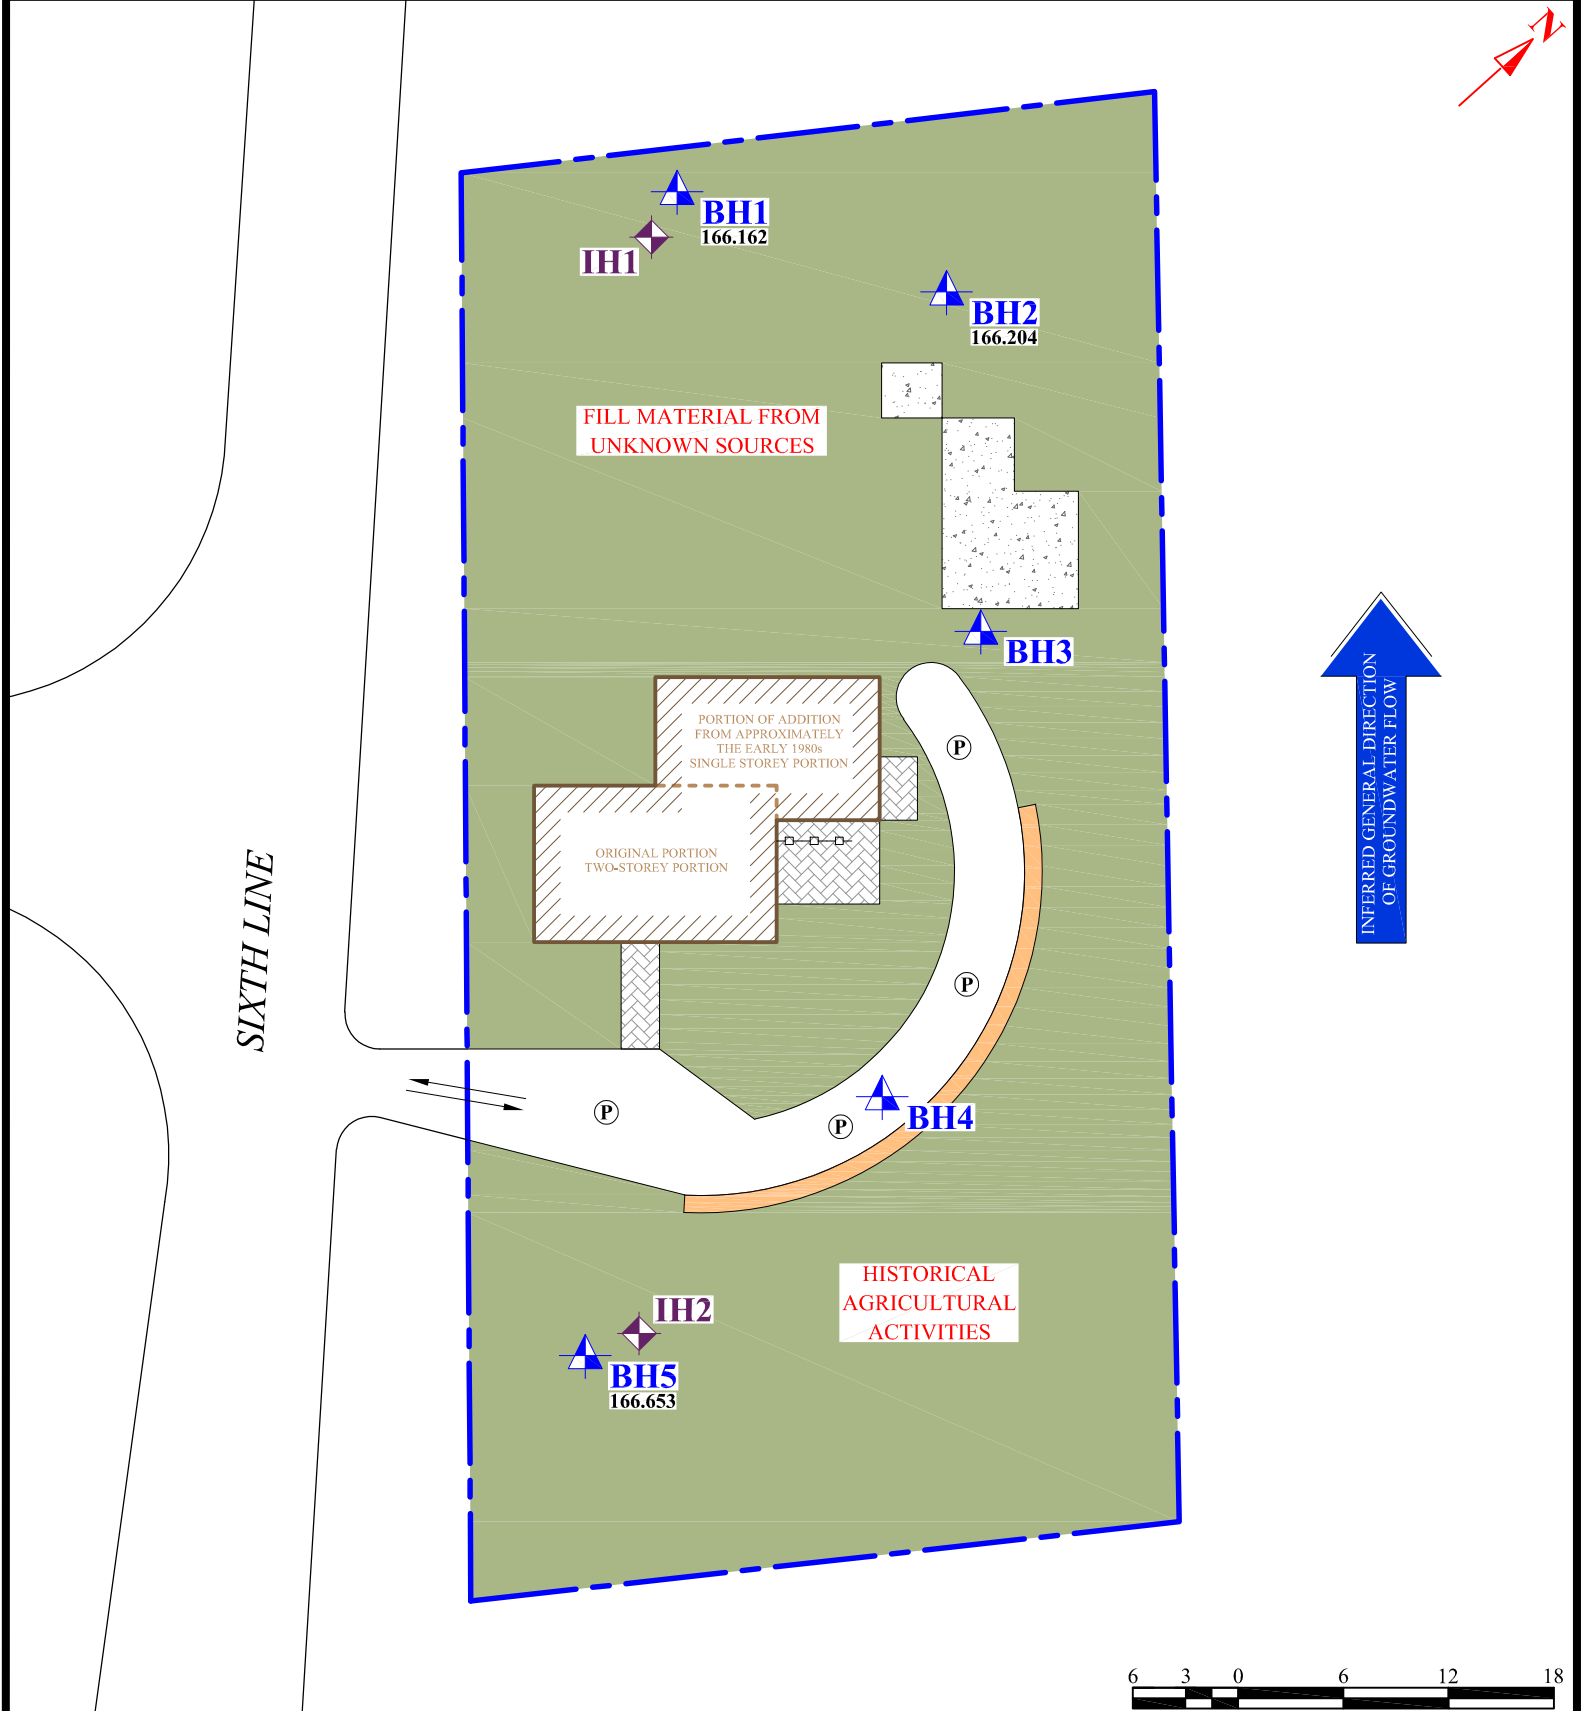 N
BH1
166.162
IH1
BH2
166.204
FILL MATERIAL FROM
UNKNOWN SOURCES
BH3
PORTION OF ADDITION
FROM APPROXIMATELY
THE EARLY 1980s
SINGLE STOREY PORTION
P
INFERRED GENERAL DIRECTION
OF GROUNDWATER FLOW
ORIGINAL PORTION
TWO-STOREY PORTION
SIXTH LINE
P
P
P
BH4
HISTORICAL
AGRICULTURAL
ACTIVITIES
IH2
BH5
166.653
6 3 0 6 12 18